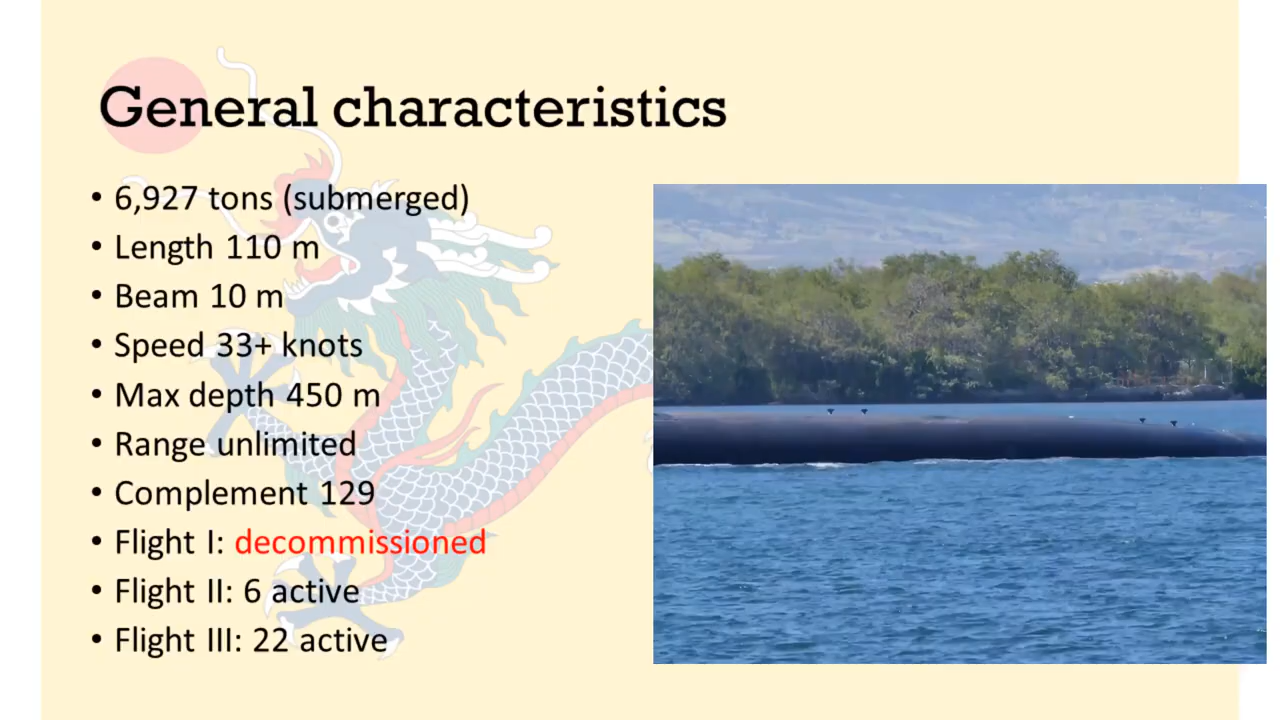 General characteristics
• 6,927 tons (submerged)
• Length 110 m
• Beam 10 m
• Speed 33+ knots
• Max depth 450 m
• Range unlimited
• Complement 129
• Flight I: decommissioned
• Flight II: 6 active
• Flight III: 22 active